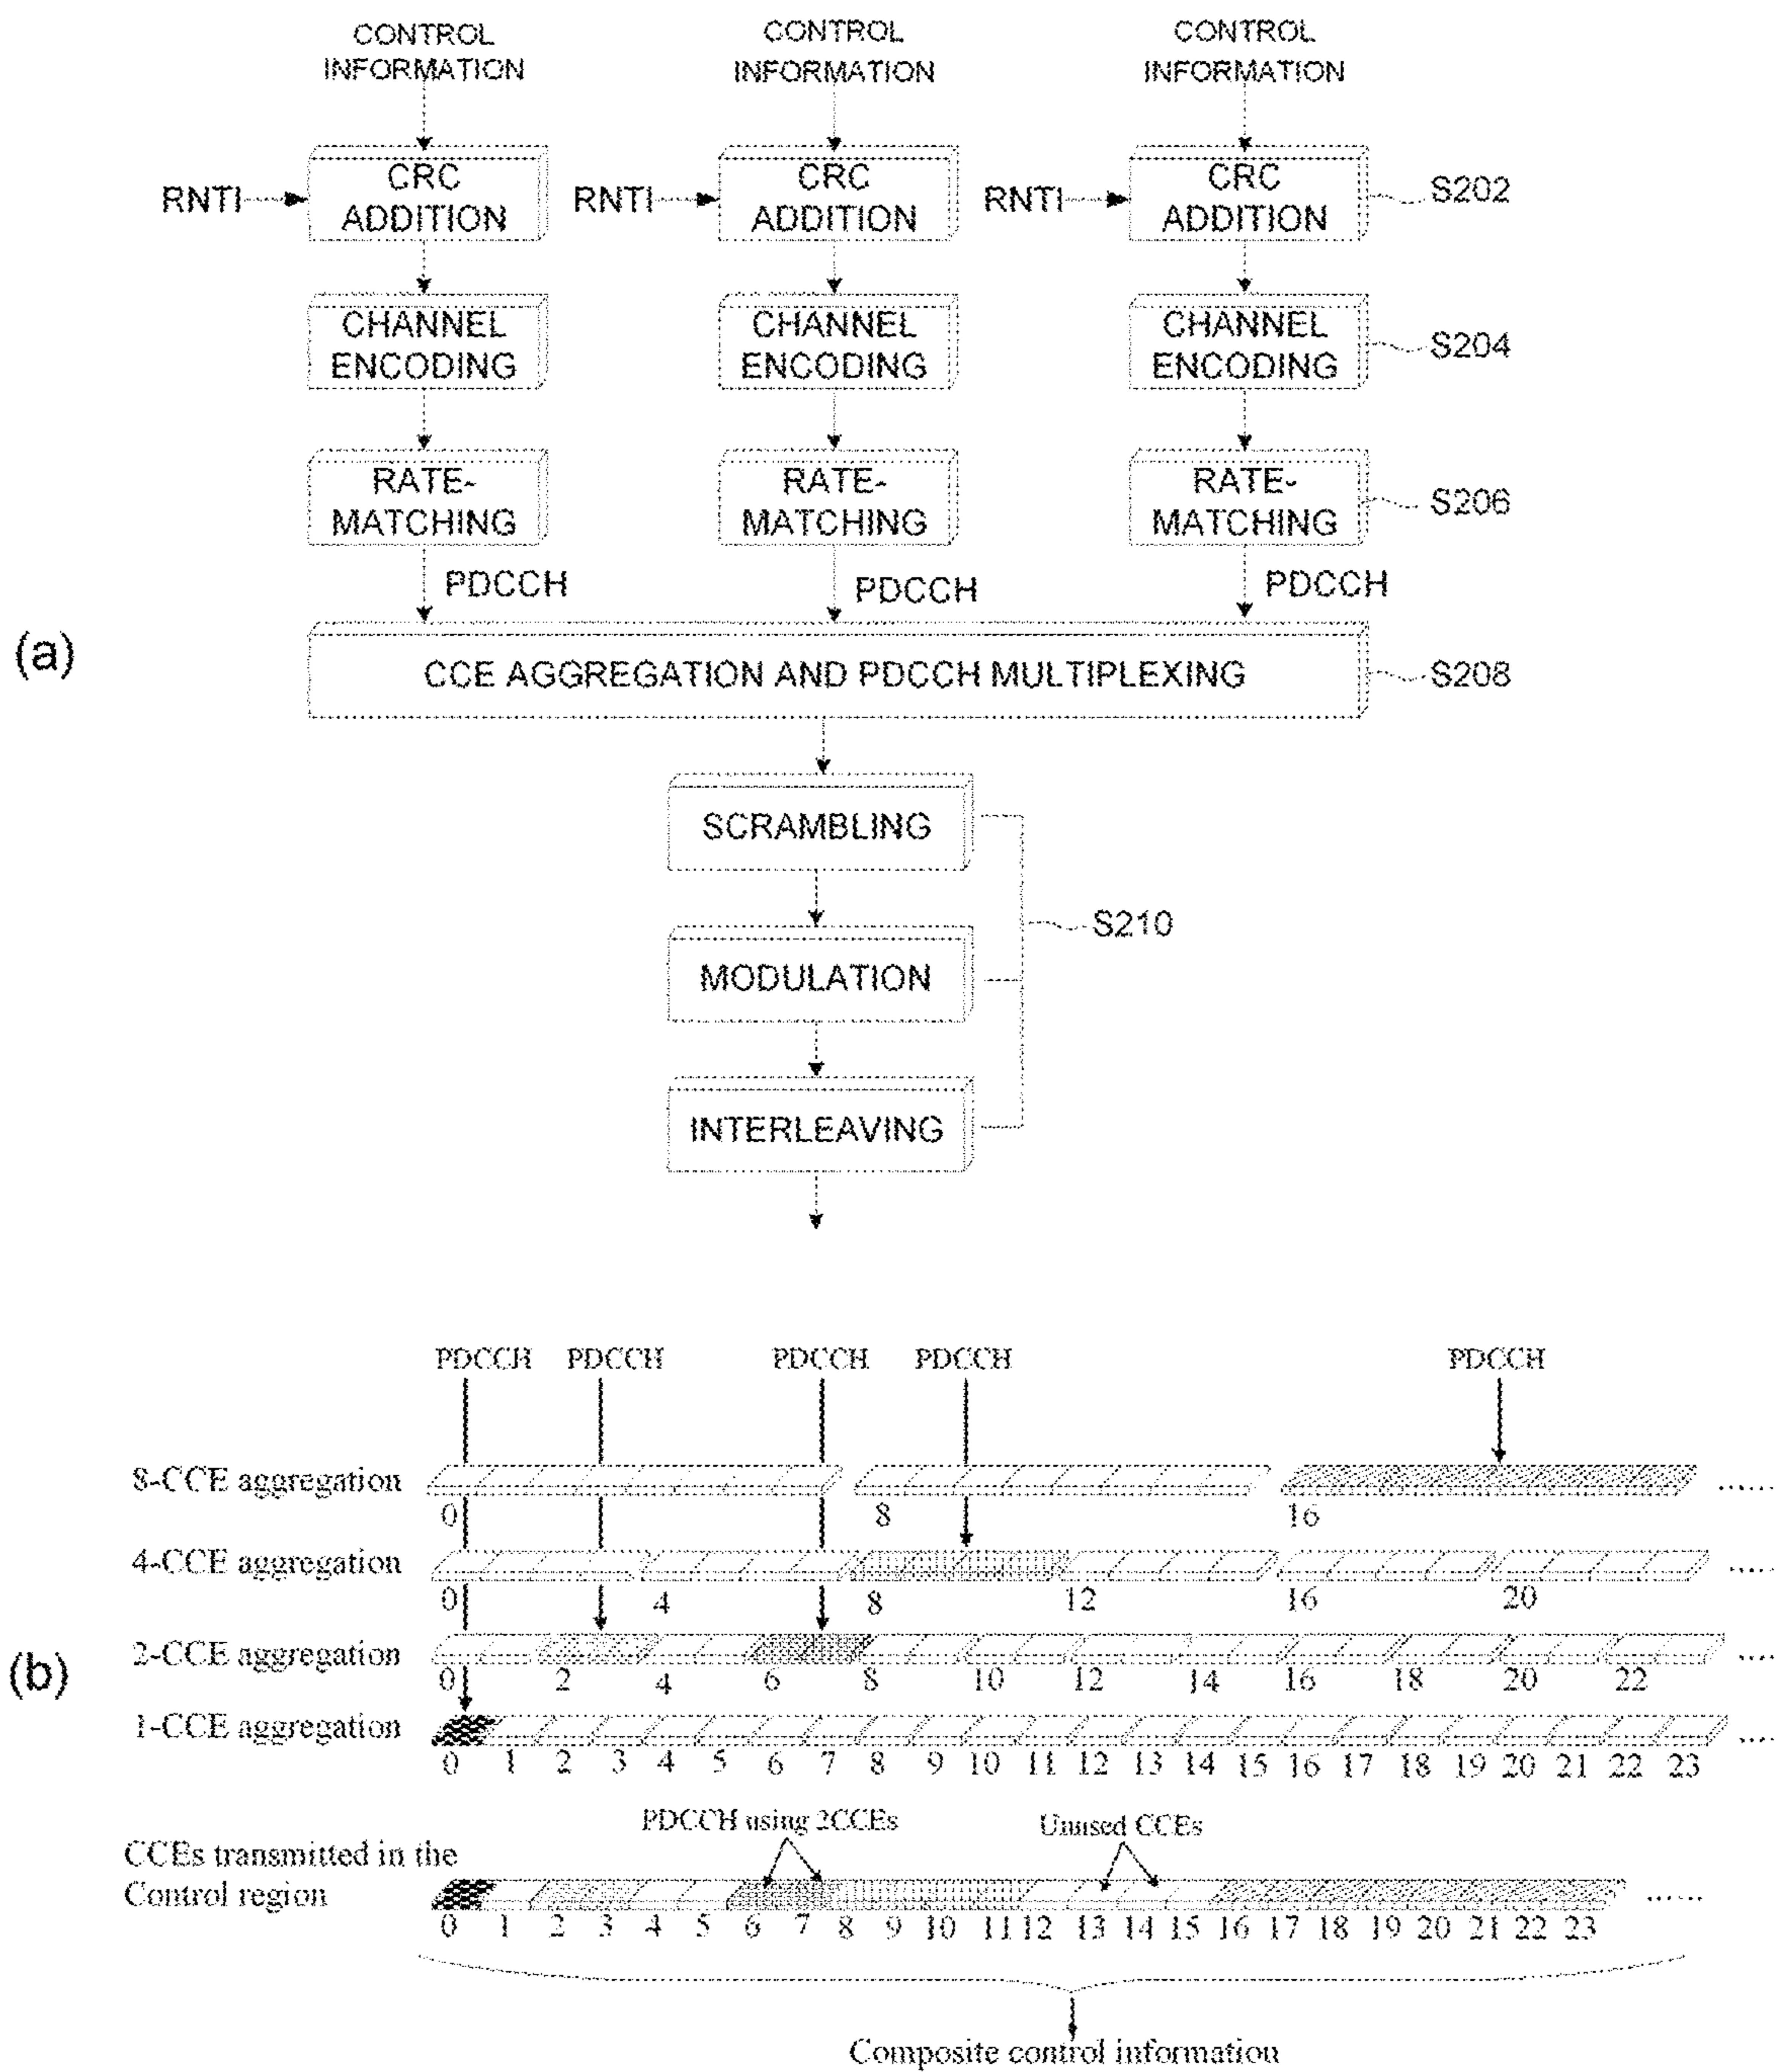 CONTROL INFORMATION
CONTROL INFORMATION
CONTROL INFORMATION
RNTI
CRC ADDITION
RNTI
CRC ADDITION
RNTI
CRC ADDITION
S202
CHANNEL ENCODING
CHANNEL ENCODING
CHANNEL ENCODING
S204
RATE-MATCHING
RATE-MATCHING
RATE-MATCHING
S206
PDCCH
PDCCH
PDCCH
(a)
CCE AGGREGATION AND PDCCH MULTIPLEXING
S208
SCRAMBLING
MODULATION
S210
INTERLEAVING
PDCCH PDCCH PDCCH PDCCH PDCCH
8-CCE aggregation
0 8 16
4-CCE aggregation
0 4 8 12 16 20
(b)
2-CCE aggregation
0 2 4 6 8 10 12 14 16 18 20 22
1-CCE aggregation
0 1 2 3 4 5 6 7 8 9 10 11 12 13 14 15 16 17 18 19 20 21 22 23
PDCCH using 2CCEs
Unused CCEs
CCEs transmitted in the
Control region
0 1 2 3 4 5 6 7 8 9 10 11 12 13 14 15 16 17 18 19 20 21 22 23
Composite control information